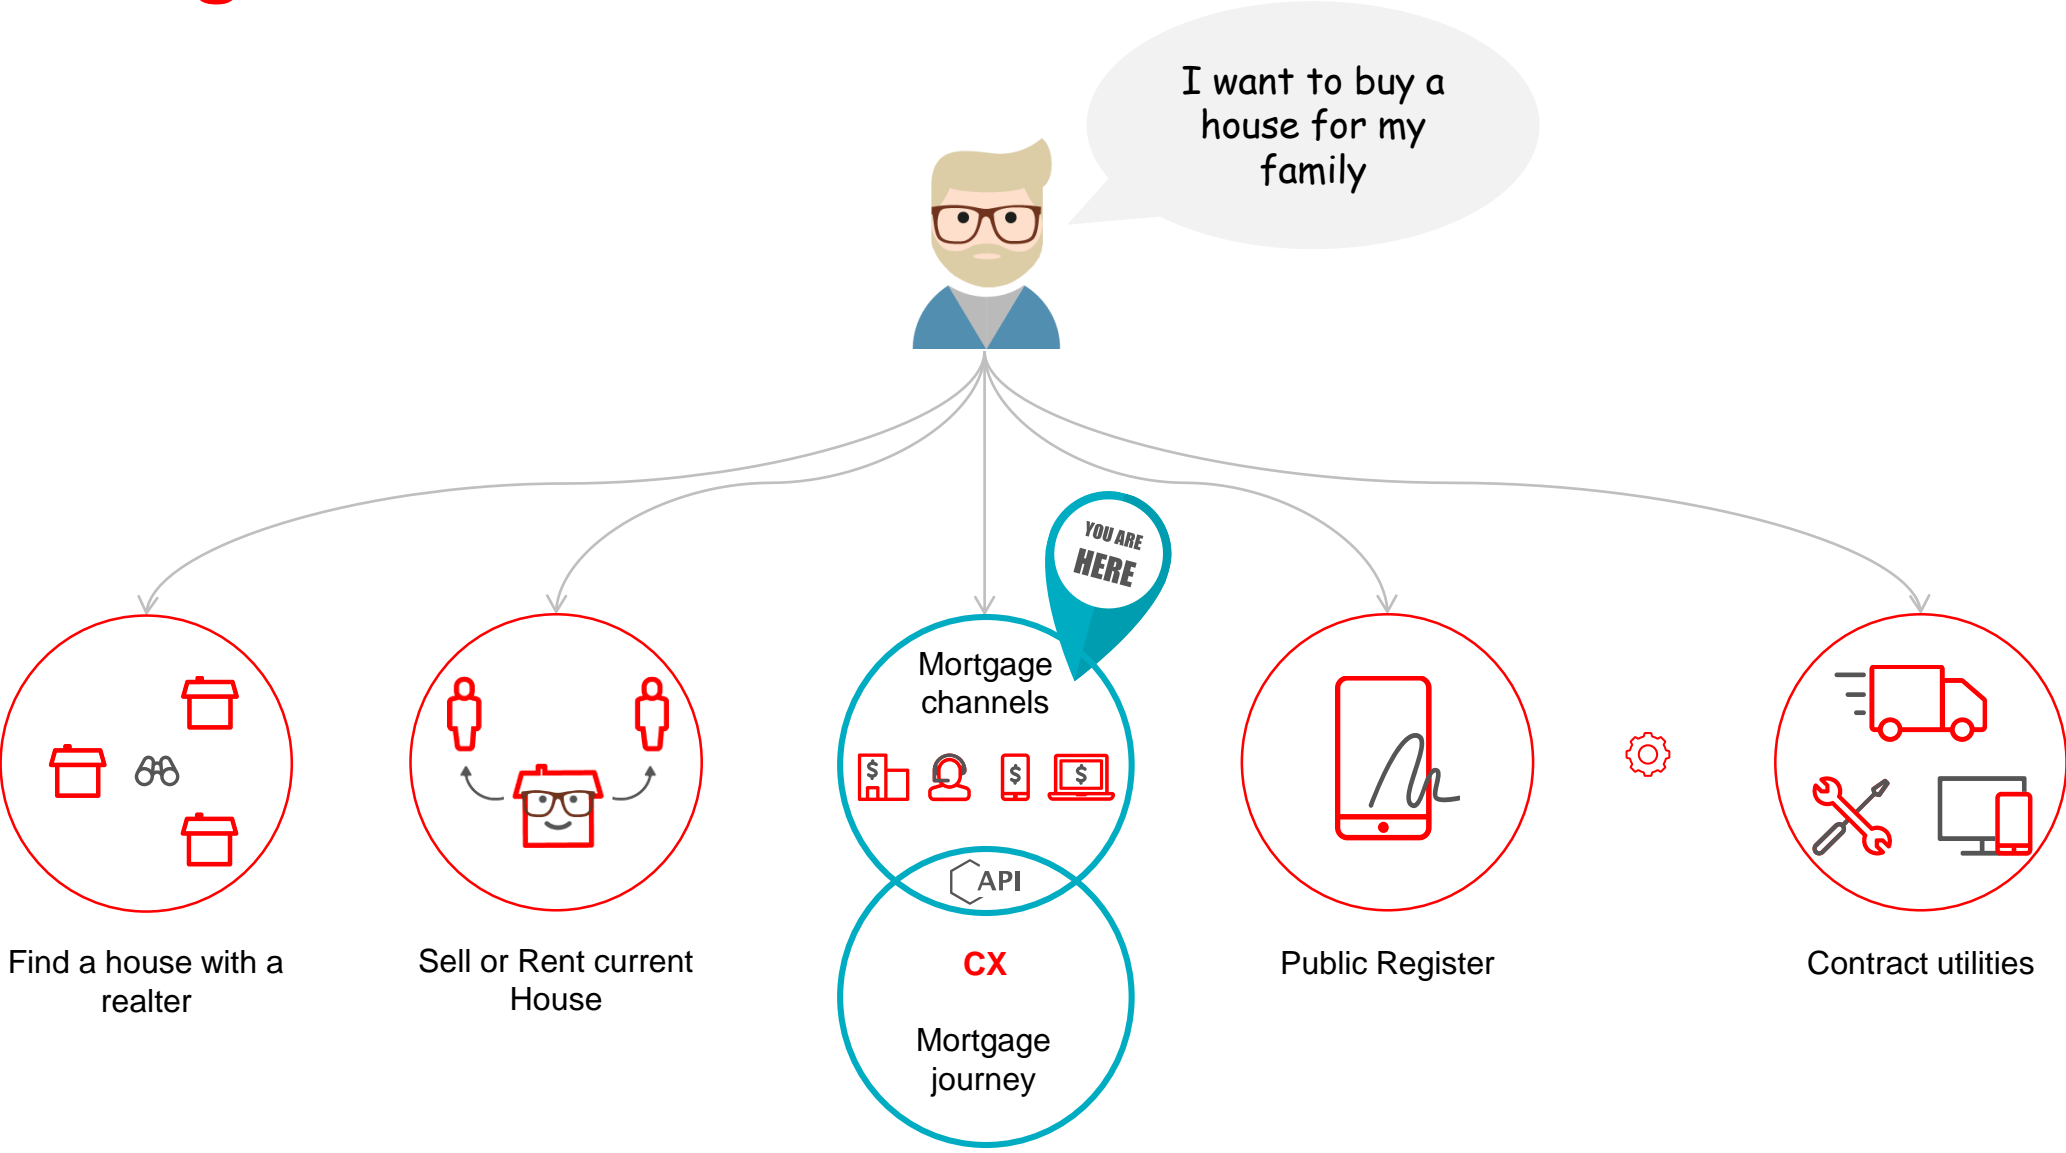 I want to buy a
house for my
family
YOU ARE
HERE
Mortgage
channels
$
$
$
API
CX
Mortgage
journey
Find a house with a
realter
Sell or Rent current
House
Public Register
Contract utilities